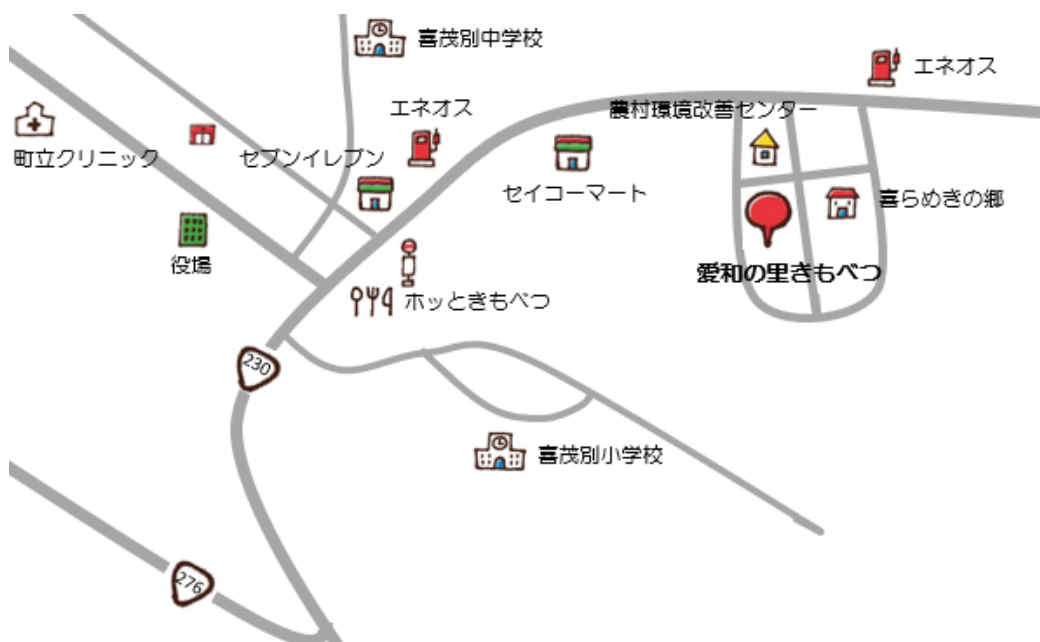 喜茂別中学校
エネオス
エネオス
農村環境改善センター
町立クリニック
セブンイレブン
セイコーマート
喜らめきの郷
役場
愛和の里きもべつ
ホッときもべつ
230
喜茂別小学校
276